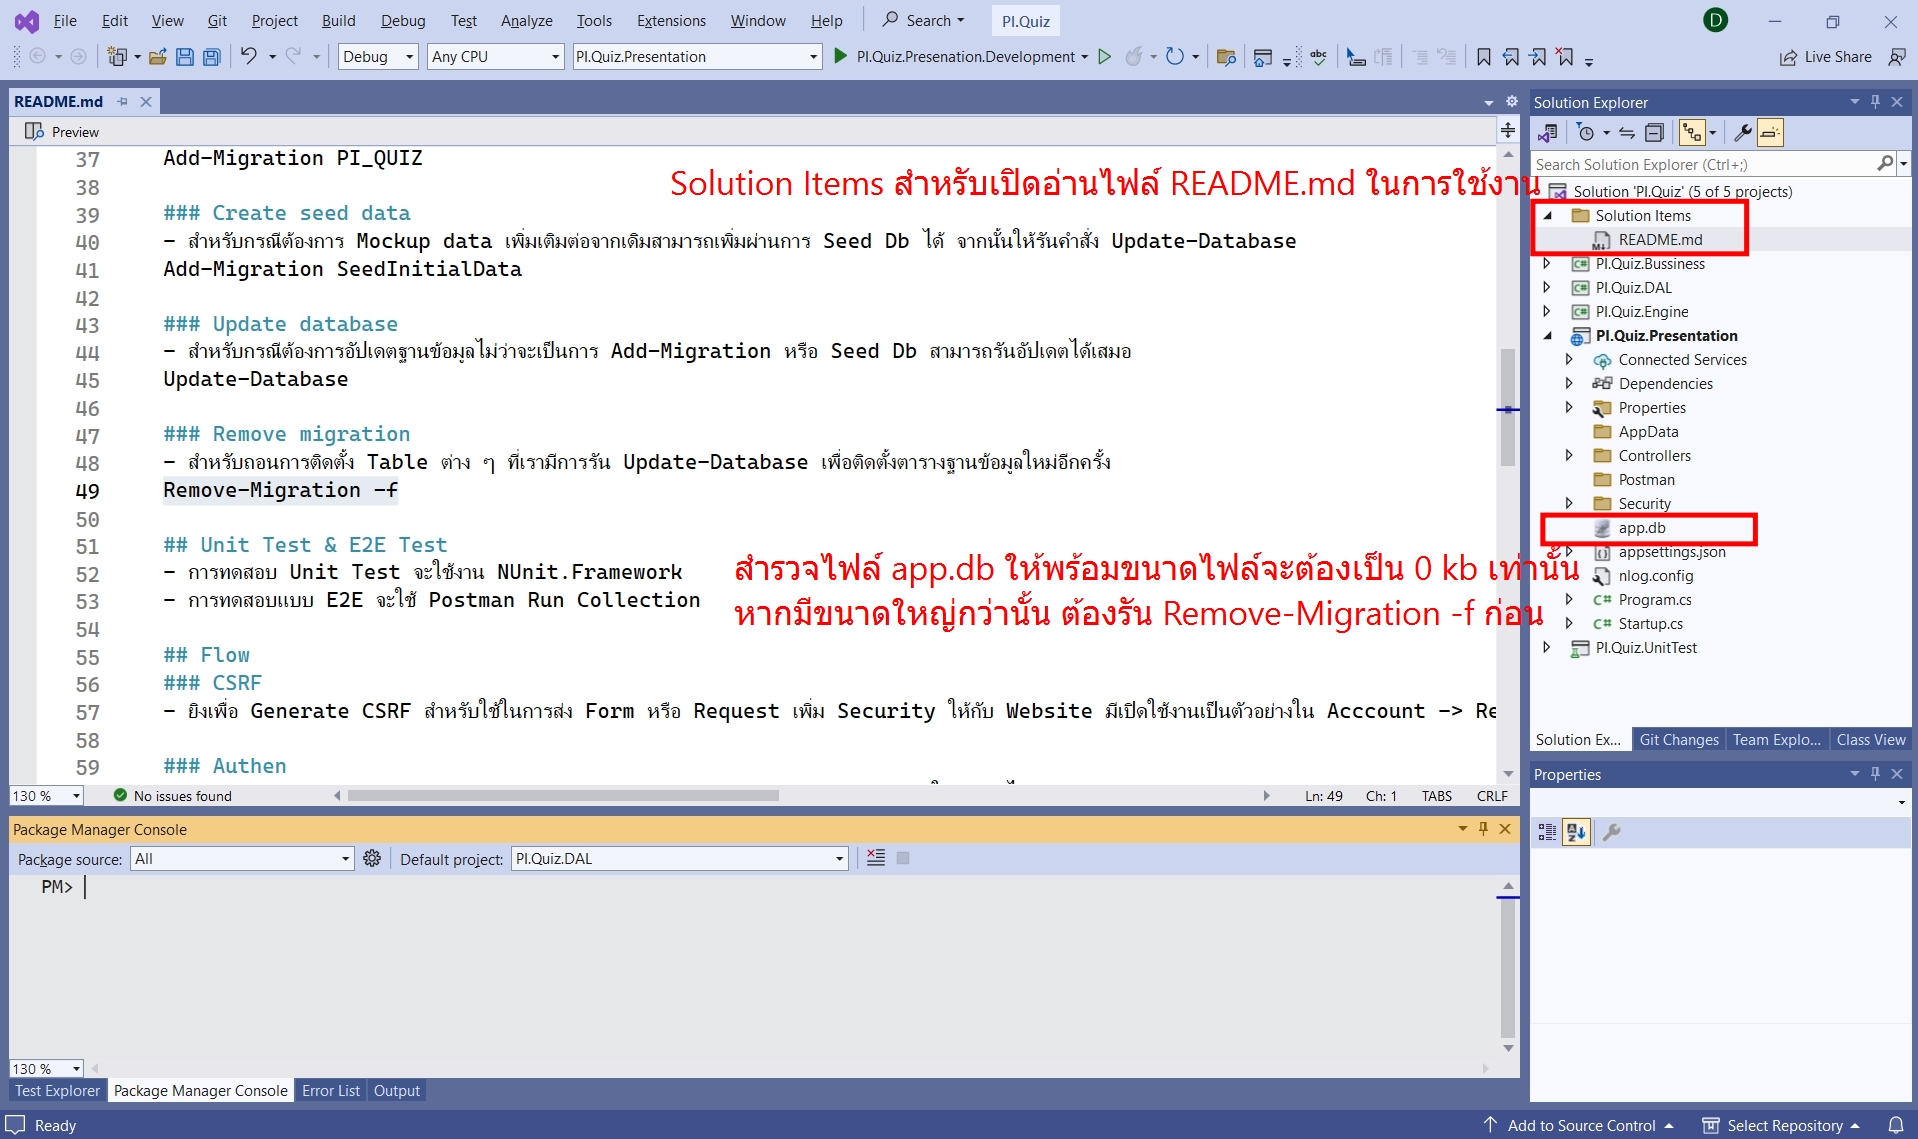 File Edit View Git Project Build Debug Test Analyze Tools Extensions Window Help Search PI.Quiz D
Debug Any CPU PI.Quiz.Presentation PI.Quiz.Presenation.Development Live Share
README.md
Preview
37 Add-Migration PI_QUIZ
Solution Items สำหรับเปิดอ่านไฟล์ README.md ในการใช้งาน
38
39 ### Create seed data
40 - สำหรับกรณีต้องการ Mockup data เพิ่มเติมต่อจากเดิมสามารถเพิ่มผ่านการ Seed Db ได้ จากนั้นให้รันคำสั่ง Update-Database
41 Add-Migration SeedInitialData
42
43 ### Update database
44 - สำหรับกรณีต้องการอัปเดตฐานข้อมูลไม่ว่าจะเป็นการ Add-Migration หรือ Seed Db สามารถรันอัปเดตได้เสมอ
45 Update-Database
46
47 ### Remove migration
48 - สำหรับถอนการติดตั้ง Table ต่าง ๆ ที่เรามีการรัน Update-Database เพื่อติดตั้งตารางฐานข้อมูลใหม่อีกครั้ง
49 Remove-Migration -f
50
51 ## Unit Test & E2E Test
52 - การทดสอบ Unit Test จะใช้งาน NUnit.Framework
สำรวจไฟล์ app.db ให้พร้อมขนาดไฟล์จะต้องเป็น 0 kb เท่านั้น
53 - การทดสอบแบบ E2E จะใช้ Postman Run Collection
หากมีขนาดใหญ่กว่านั้น ต้องรัน Remove-Migration -f ก่อน
54
55 ## Flow
56 ### CSRF
57 - ยิงเพื่อ Generate CSRF สำหรับใช้ในการส่ง Form หรือ Request เพิ่ม Security ให้กับ Website มีเปิดใช้งานเป็นตัวอย่างใน Acccount -> Re
58
59 ### Authen
130 % No issues found Ln: 49 Ch: 1 TABS CRLF
Package Manager Console
Package source: All Default project: PI.Quiz.DAL
PM>
130 %
Test Explorer Package Manager Console Error List Output
Solution Explorer
Search Solution Explorer (Ctrl+;)
Solution 'PI.Quiz' (5 of 5 projects)
Solution Items
README.md
PI.Quiz.Bussiness
PI.Quiz.DAL
PI.Quiz.Engine
PI.Quiz.Presentation
Connected Services
Dependencies
Properties
AppData
Controllers
Postman
Security
app.db
appsettings.json
nlog.config
Program.cs
Startup.cs
PI.Quiz.UnitTest
Solution Ex... Git Changes Team Explo... Class View
Properties
Ready Add to Source Control Select Repository